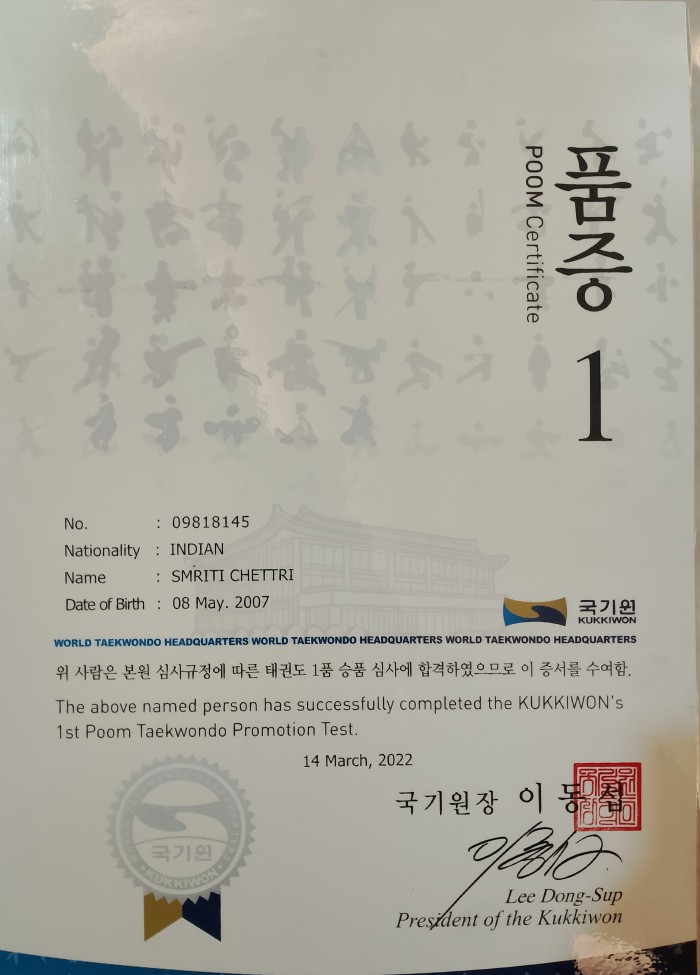 품증
POOM Certificate
1
No. : 09818145
Nationality : INDIAN
Name : SMRITI CHETTRI
Date of Birth : 08 May. 2007
국기원
KUKKIWON
WORLD TAEKWONDO HEADQUARTERS WORLD TAEKWONDO HEADQUARTERS WORLD TAEKWONDO HEADQUARTERS
위 사람은 본원 심사규정에 따른 태권도 1품 승품 심사에 합격하였으므로 이 증서를 수여함.
The above named person has successfully completed the KUKKIWON's
1st Poom Taekwondo Promotion Test.
14 March, 2022
국기원장 이동섭
국기원
KUKKIWON
Lee Dong-Sup
President of the Kukkiwon